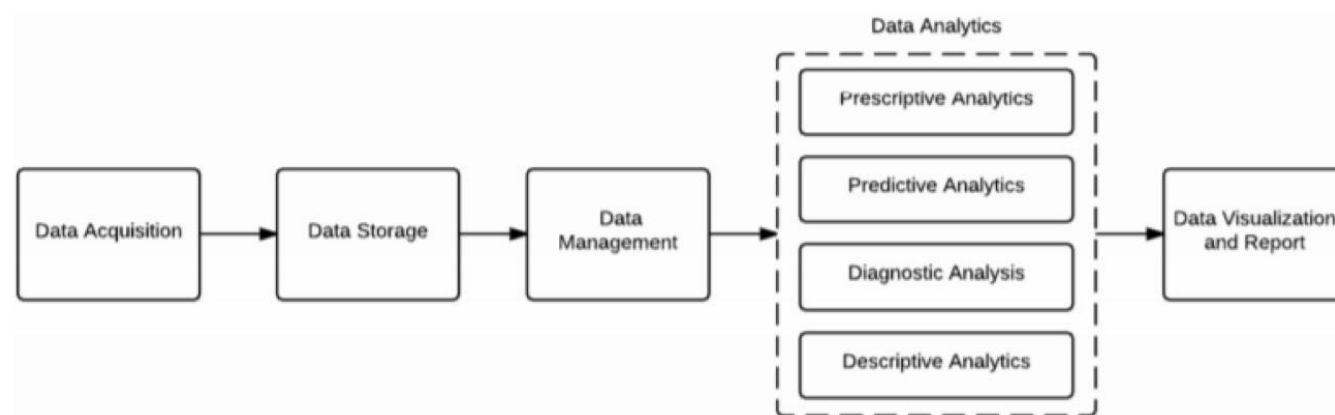 Data Analytics
Prescriptive Analytics
Predictive Analytics
Diagnostic Analysis
Descriptive Analytics
Data Acquisition
Data Storage
Data
Management
Data Visualization
and Report